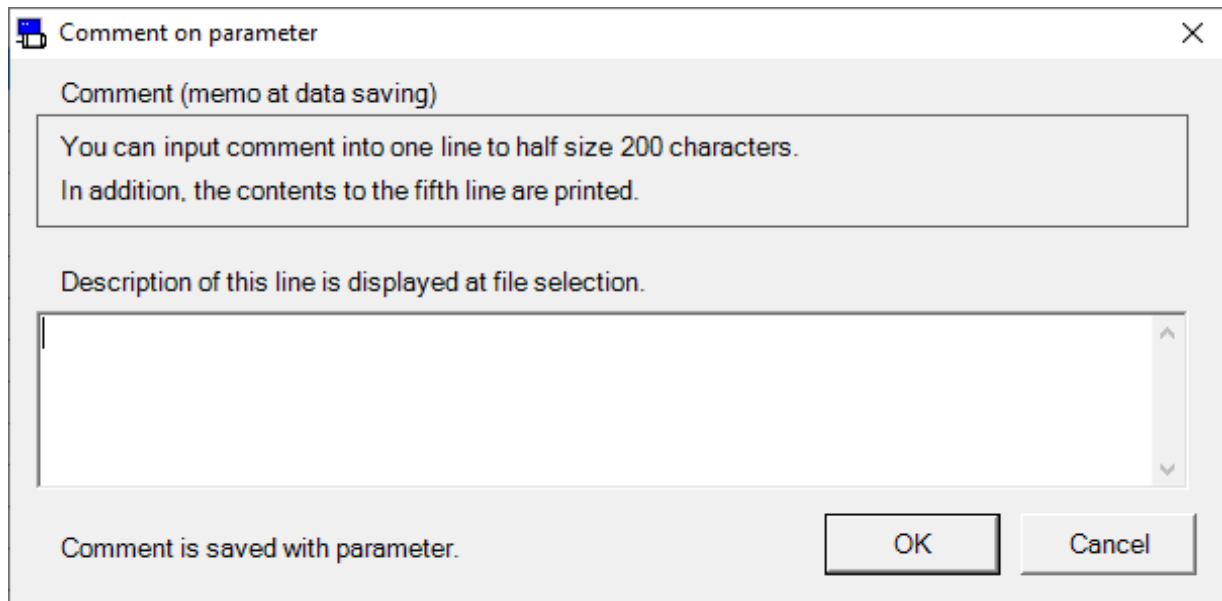 Comment on parameter
Comment (memo at data saving)
You can input comment into one line to half size 200 characters.
In addition, the contents to the fifth line are printed.
Description of this line is displayed at file selection.
Comment is saved with parameter.
OK
Cancel